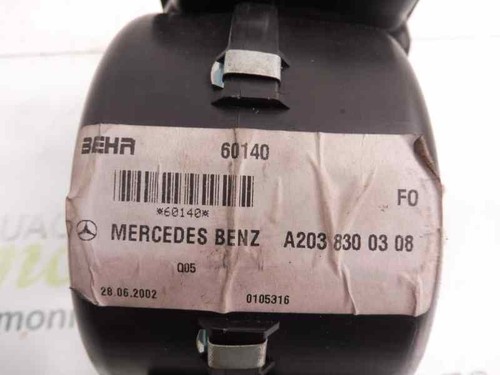 BEHR 60140
FO
*60140*
MERCEDES BENZ A203 830 03 08
Q05
28.06.2002 0105316